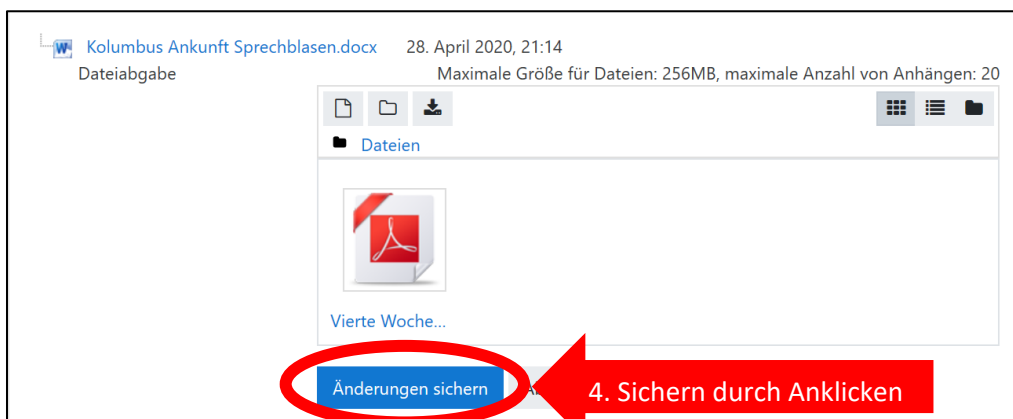 Kolumbus Ankunft Sprechblasen.docx 28. April 2020, 21:14
Dateiabgabe Maximale Größe für Dateien: 256MB, maximale Anzahl von Anhängen: 20
Dateien
Vierte Woche...
Änderungen sichern
4. Sichern durch Anklicken